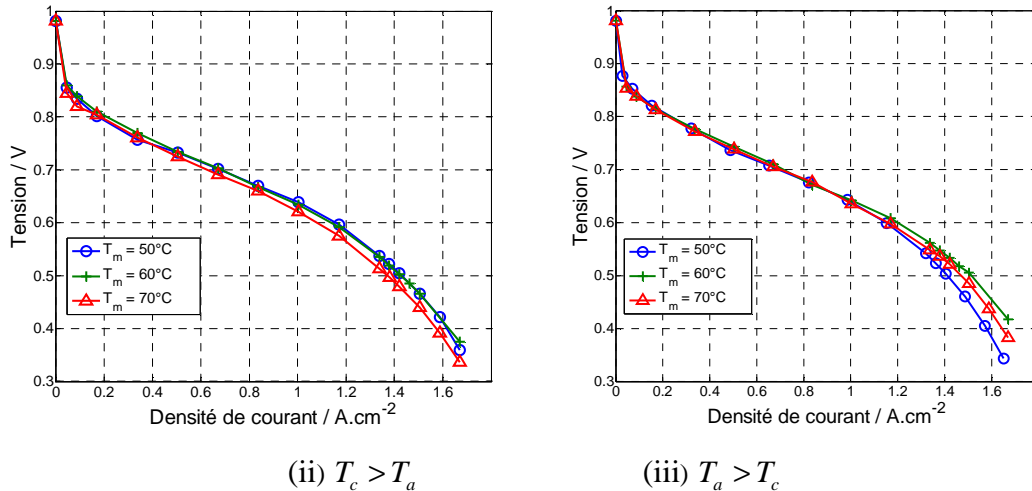 1
0.9
0.8
0.7
0.6
0.5
0.4
0.3
Tension / V
T_m = 50°C
T_m = 60°C
T_m = 70°C
0 0.2 0.4 0.6 0.8 1 1.2 1.4 1.6
Densité de courant / A.cm^-2
(ii) T_c > T_a
1
0.9
0.8
0.7
0.6
0.5
0.4
0.3
Tension / V
T_m = 50°C
T_m = 60°C
T_m = 70°C
0 0.2 0.4 0.6 0.8 1 1.2 1.4 1.6
Densité de courant / A.cm^-2
(iii) T_a > T_c